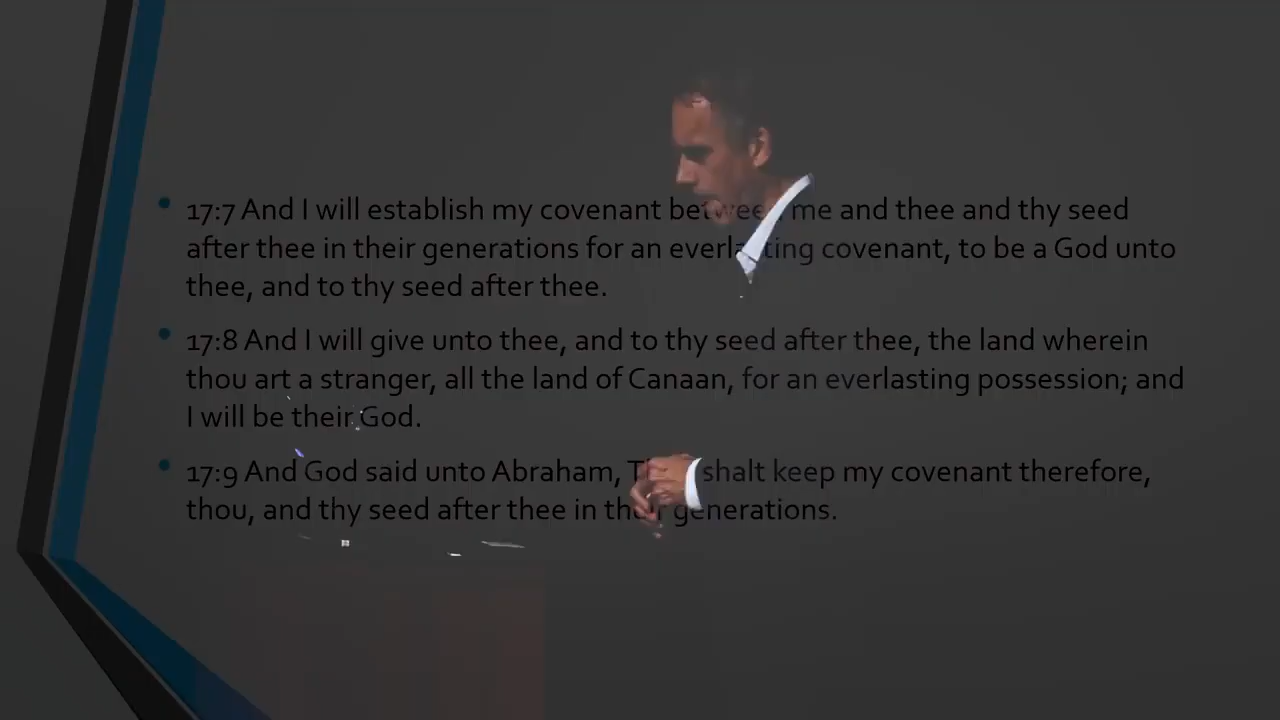 17:7 And I will establish my covenant between me and thee and thy seed
after thee in their generations for an everlasting covenant, to be a God unto
thee, and to thy seed after thee.
17:8 And I will give unto thee, and to thy seed after thee, the land wherein
thou art a stranger, all the land of Canaan, for an everlasting possession; and
I will be their God.
17:9 And God said unto Abraham, Thou shalt keep my covenant therefore,
thou, and thy seed after thee in their generations.